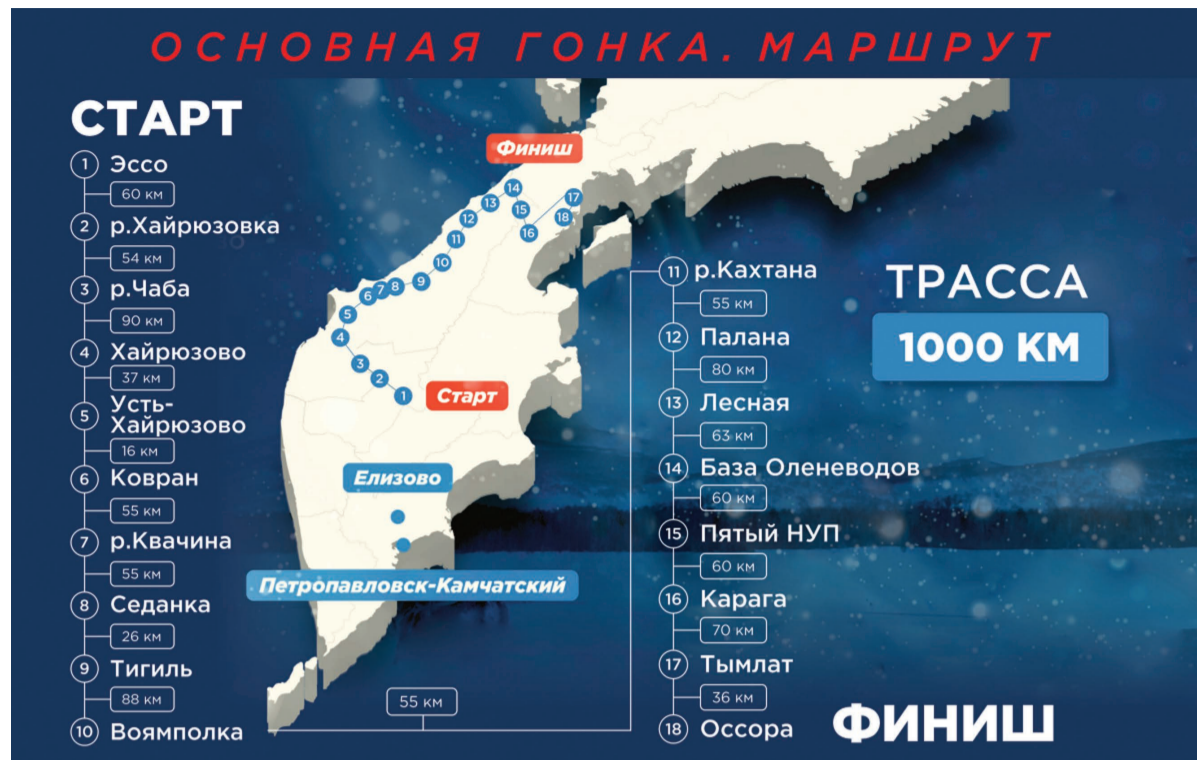 ОСНОВНАЯ ГОНКА. МАРШРУТ
СТАРТ
1 Эссо
60 км
2 р.Хайрюзовка
54 км
3 р.Чаба
90 км
4 Хайрюзово
37 км
5 Усть-
Хайрюзово
16 км
6 Ковран
55 км
7 р.Квачина
55 км
8 Седанка
26 км
9 Тигиль
88 км
10 Воямполка
55 км
11 р.Кахтана
55 км
12 Палана
80 км
13 Лесная
63 км
14 База Оленеводов
60 км
15 Пятый НУП
60 км
16 Карага
70 км
17 Тымлат
36 км
18 Оссора
ФИНИШ
ТРАССА
1000 КМ
Финиш
14
13
17
15
12
18
16
11
10
9
8
7
6
5
4
3
2
1
Старт
Елизово
Петропавловск-Камчатский